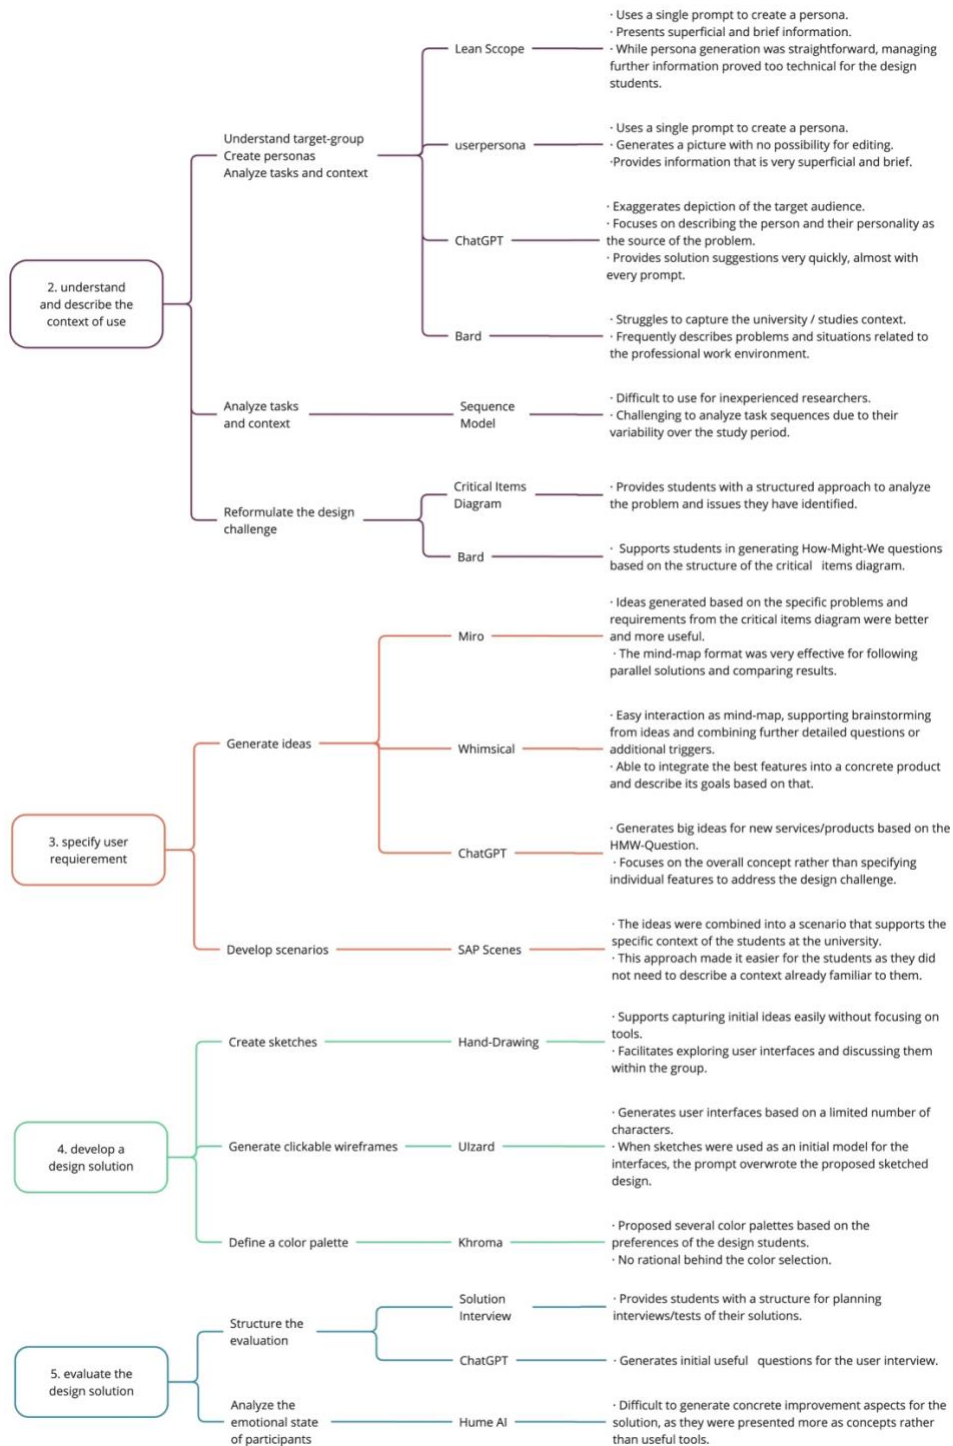 · Uses a single prompt to create a persona.
· Presents superficial and brief information.
Lean Sccope
· While persona generation was straightforward, managing
further information proved too technical for the design
students.
Understand target-group
Create personas
Analyze tasks and context
userpersona
· Uses a single prompt to create a persona.
· Generates a picture with no possibility for editing.
·Provides information that is very superficial and brief.
ChatGPT
· Exaggerates depiction of the target audience.
· Focuses on describing the person and their personality as
the source of the problem.
· Provides solution suggestions very quickly, almost with
every prompt.
2. understand
and describe the
context of use
Bard
· Struggles to capture the university / studies context.
· Frequently describes problems and situations related to
the professional work environment.
Analyze tasks
and context
Sequence
Model
· Difficult to use for inexperienced researchers.
· Challenging to analyze task sequences due to their
variability over the study period.
Reformulate the design
challenge
Critical Items
Diagram
· Provides students with a structured approach to analyze
the problem and issues they have identified.
Bard
· Supports students in generating How-Might-We questions
based on the structure of the critical items diagram.
Miro
· Ideas generated based on the specific problems and
requirements from the critical items diagram were better
and more useful.
· The mind-map format was very effective for following
parallel solutions and comparing results.
Generate ideas
Whimsical
· Easy interaction as mind-map, supporting brainstorming
from ideas and combining further detailed questions or
additional triggers.
· Able to integrate the best features into a concrete product
and describe its goals based on that.
3. specify user
requierement
ChatGPT
· Generates big ideas for new services/products based on the
HMW-Question.
· Focuses on the overall concept rather than specifying
individual features to address the design challenge.
Develop scenarios
SAP Scenes
· The ideas were combined into a scenario that supports the
specific context of the students at the university.
· This approach made it easier for the students as they did
not need to describe a context already familiar to them.
Create sketches
Hand-Drawing
· Supports capturing initial ideas easily without focusing on
tools.
· Facilitates exploring user interfaces and discussing them
within the group.
4. develop a
design solution
Generate clickable wireframes
UIzard
· Generates user interfaces based on a limited number of
characters.
· When sketches were used as an initial model for the
interfaces, the prompt overwrote the proposed sketched
design.
Define a color palette
Khroma
· Proposed several color palettes based on the
preferences of the design students.
· No rational behind the color selection.
Structure the
evaluation
Solution
Interview
· Provides students with a structure for planning
interviews/tests of their solutions.
ChatGPT
· Generates initial useful questions for the user interview.
5. evaluate the
design solution
Analyze the
emotional state
of participants
Hume AI
· Difficult to generate concrete improvement aspects for the
solution, as they were presented more as concepts rather
than useful tools.